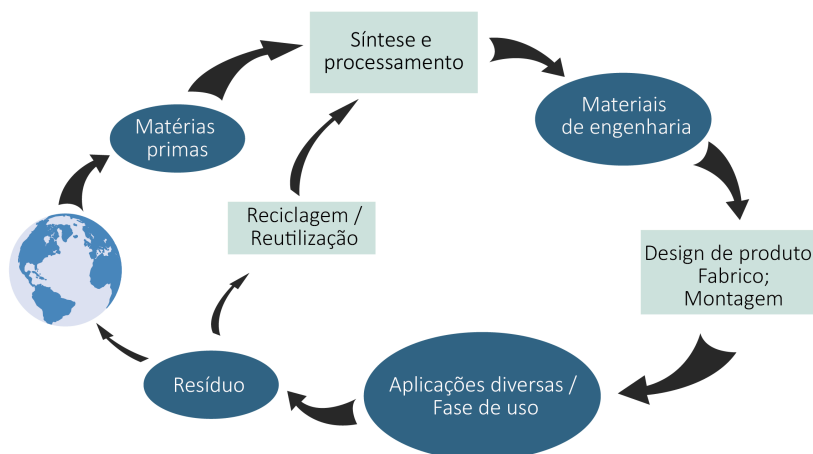 Síntese e
processamento
Materiais
de engenharia
Matérias
primas
Reciclagem /
Reutilização
Design de produto
Fabrico;
Montagem
Aplicações diversas /
Fase de uso
Resíduo